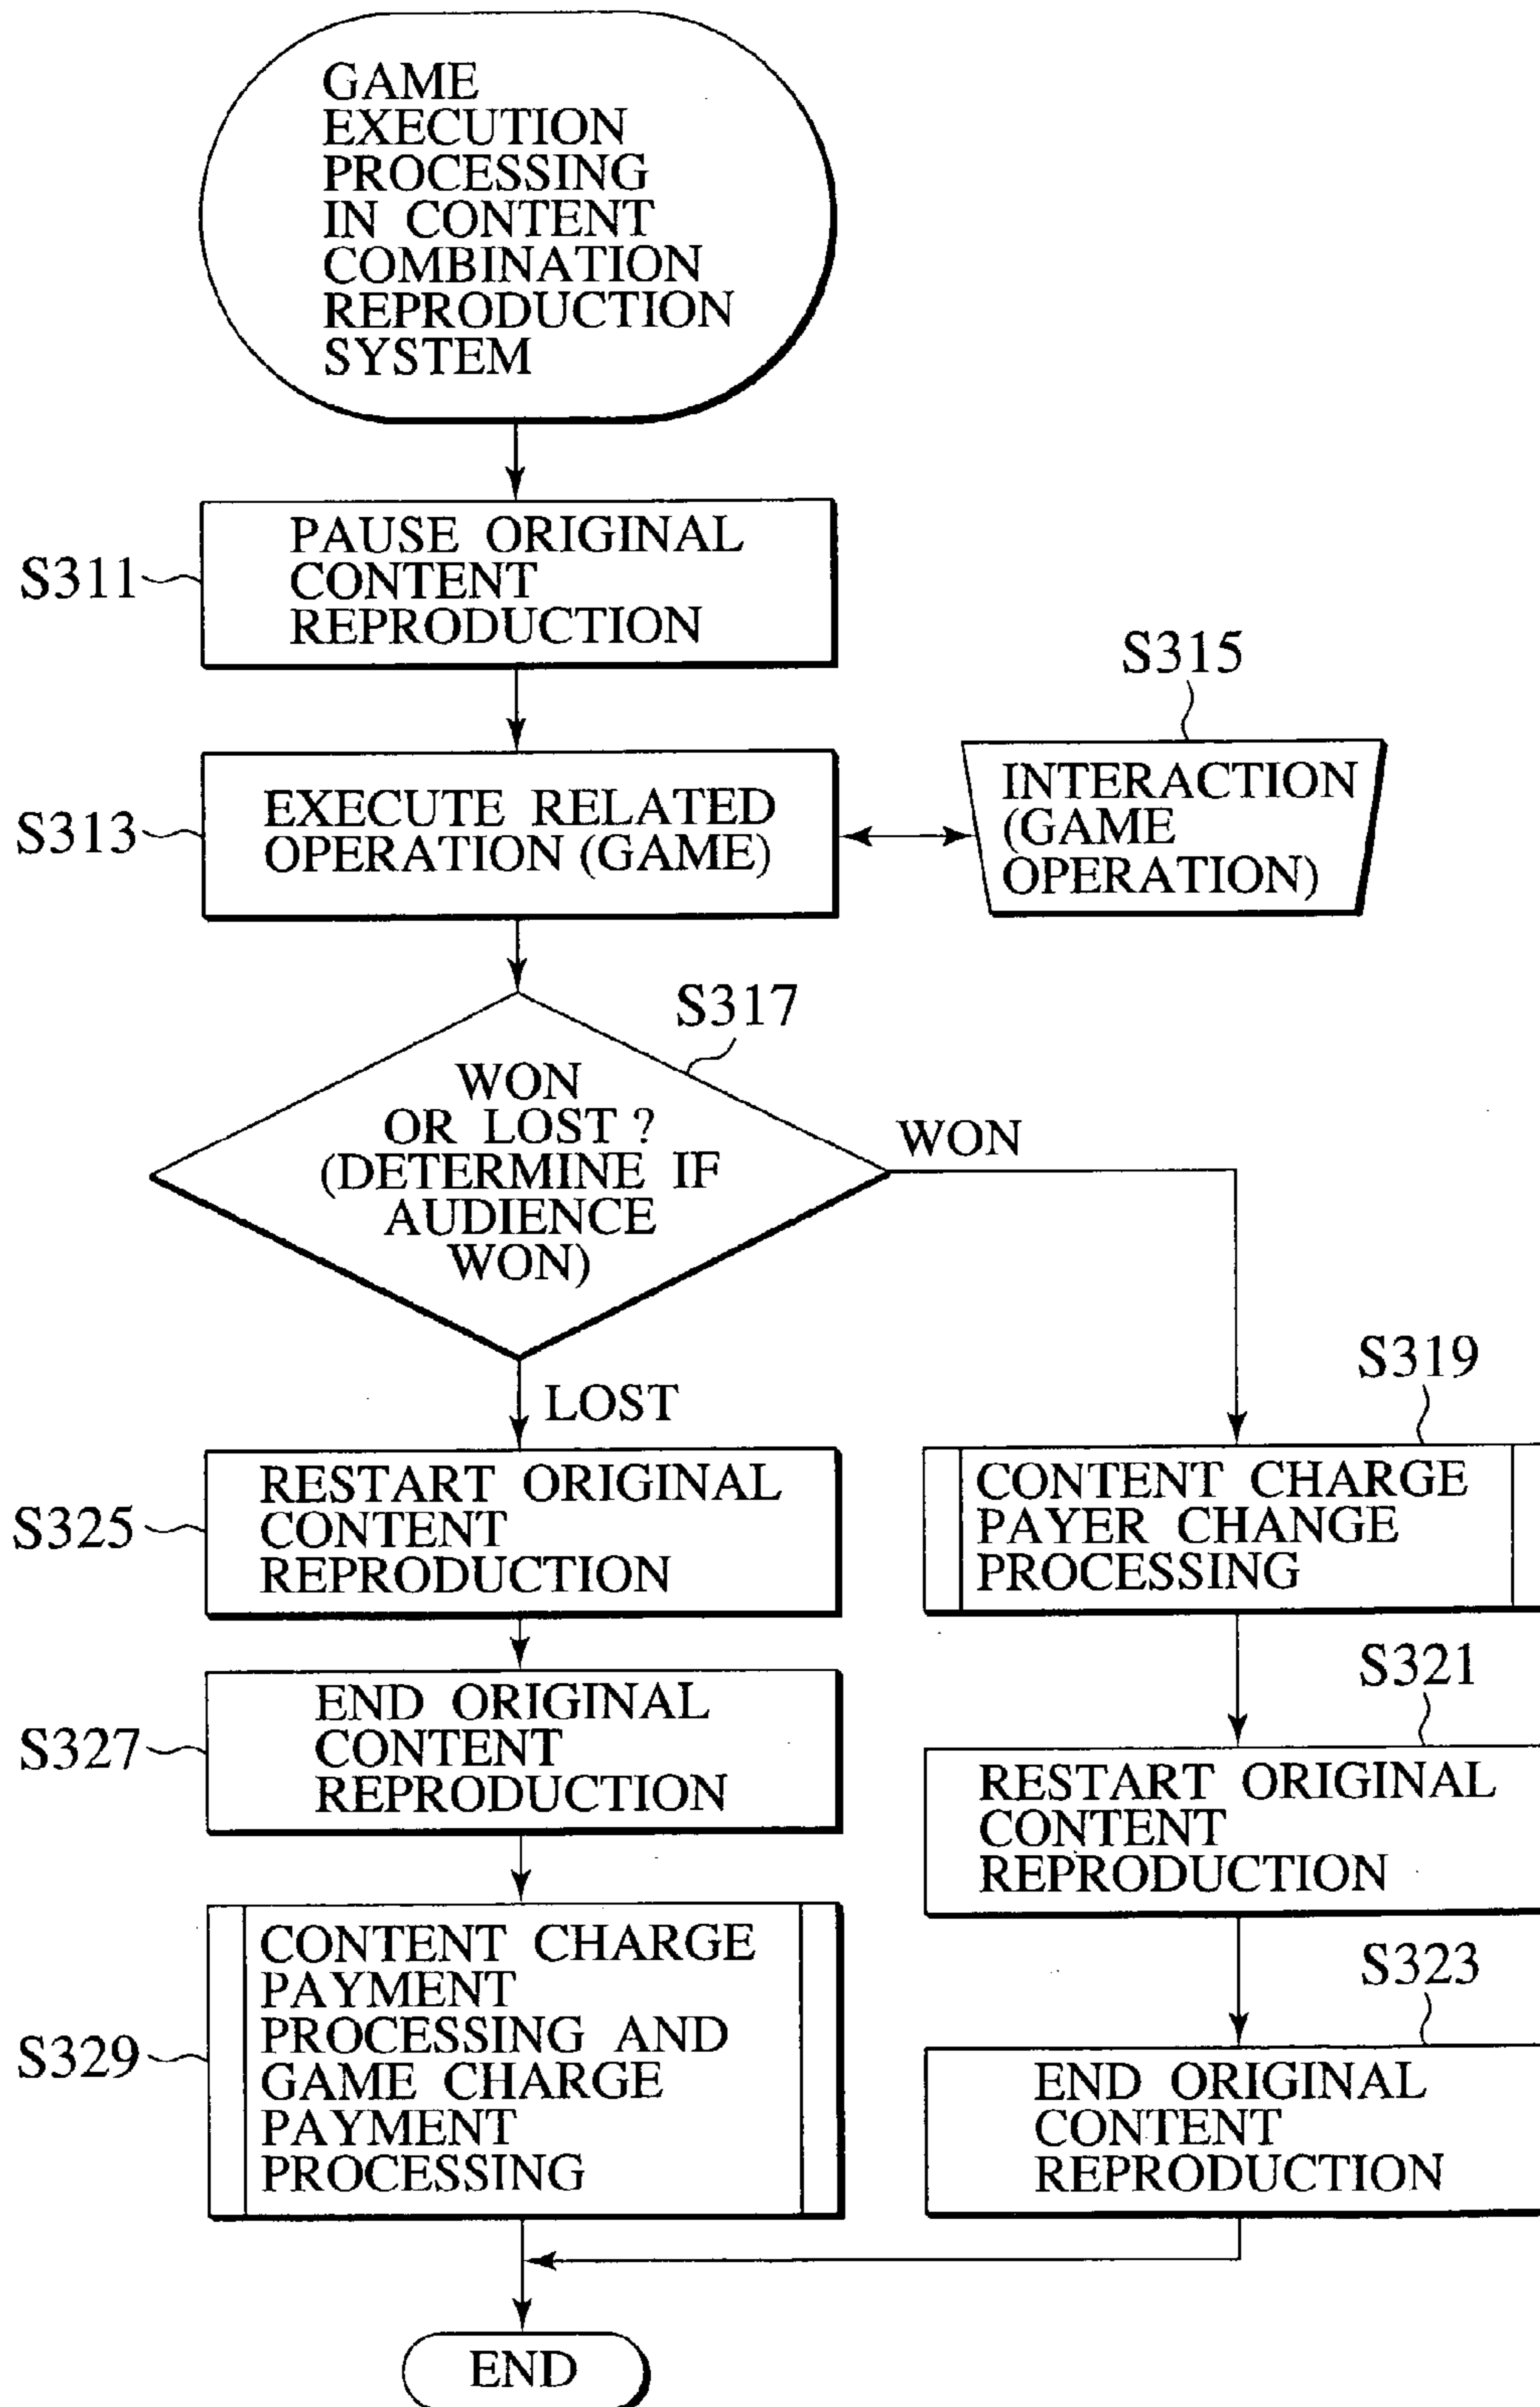 GAME
EXECUTION
PROCESSING
IN CONTENT
COMBINATION
REPRODUCTION
SYSTEM
S311
PAUSE ORIGINAL
CONTENT
REPRODUCTION
S315
S313
EXECUTE RELATED
OPERATION (GAME)
INTERACTION
(GAME
OPERATION)
S317
WON
OR LOST ?
(DETERMINE IF
AUDIENCE
WON)
WON
LOST
S319
S325
RESTART ORIGINAL
CONTENT
REPRODUCTION
CONTENT CHARGE
PAYER CHANGE
PROCESSING
S321
S327
END ORIGINAL
CONTENT
REPRODUCTION
RESTART ORIGINAL
CONTENT
REPRODUCTION
S323
S329
CONTENT CHARGE
PAYMENT
PROCESSING AND
GAME CHARGE
PAYMENT
PROCESSING
END ORIGINAL
CONTENT
REPRODUCTION
END